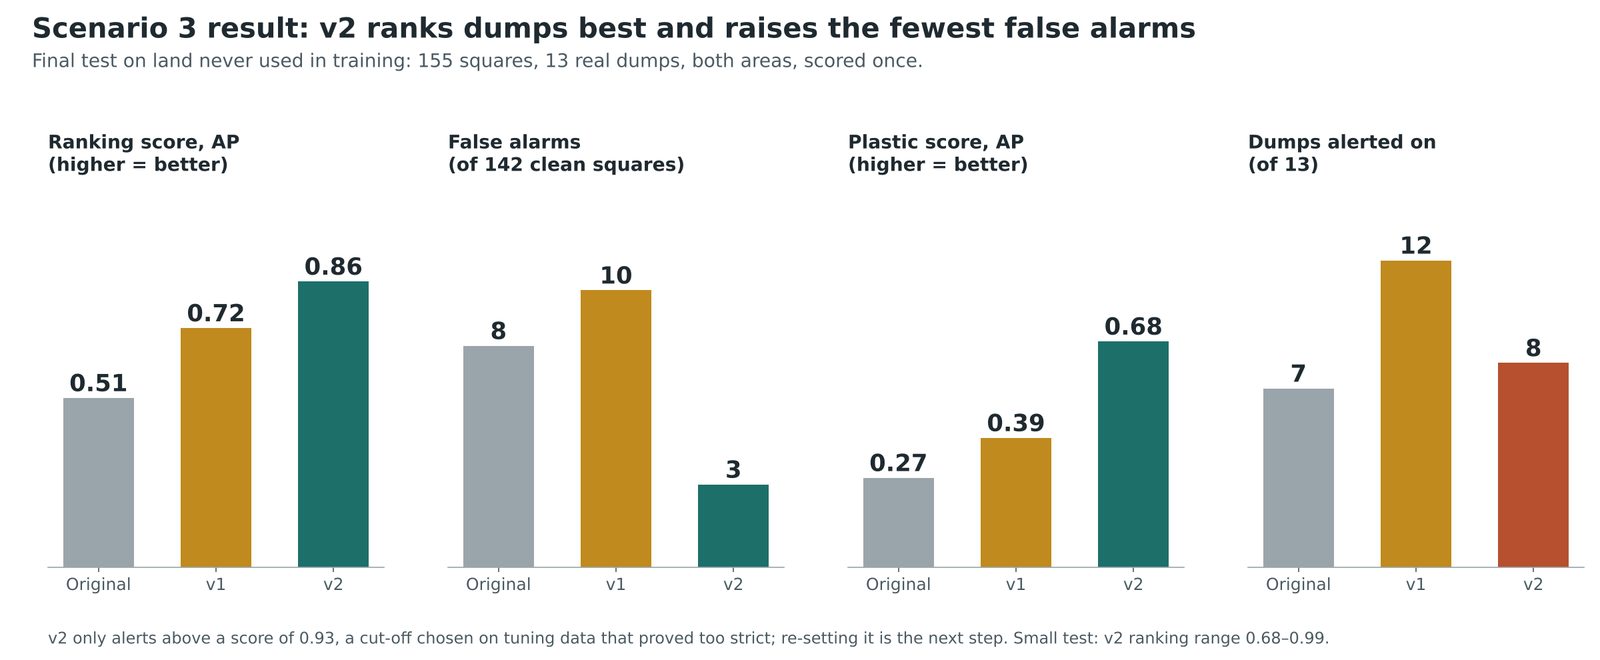 Scenario 3 result: v2 ranks dumps best and raises the fewest false alarms
Final test on land never used in training: 155 squares, 13 real dumps, both areas, scored once.
Ranking score, AP
(higher = better)
0.51
0.72
0.86
Original
v1
v2
False alarms
(of 142 clean squares)
8
10
3
Original
v1
v2
Plastic score, AP
(higher = better)
0.27
0.39
0.68
Original
v1
v2
Dumps alerted on
(of 13)
7
12
8
Original
v1
v2
v2 only alerts above a score of 0.93, a cut-off chosen on tuning data that proved too strict; re-setting it is the next step. Small test: v2 ranking range 0.68–0.99.